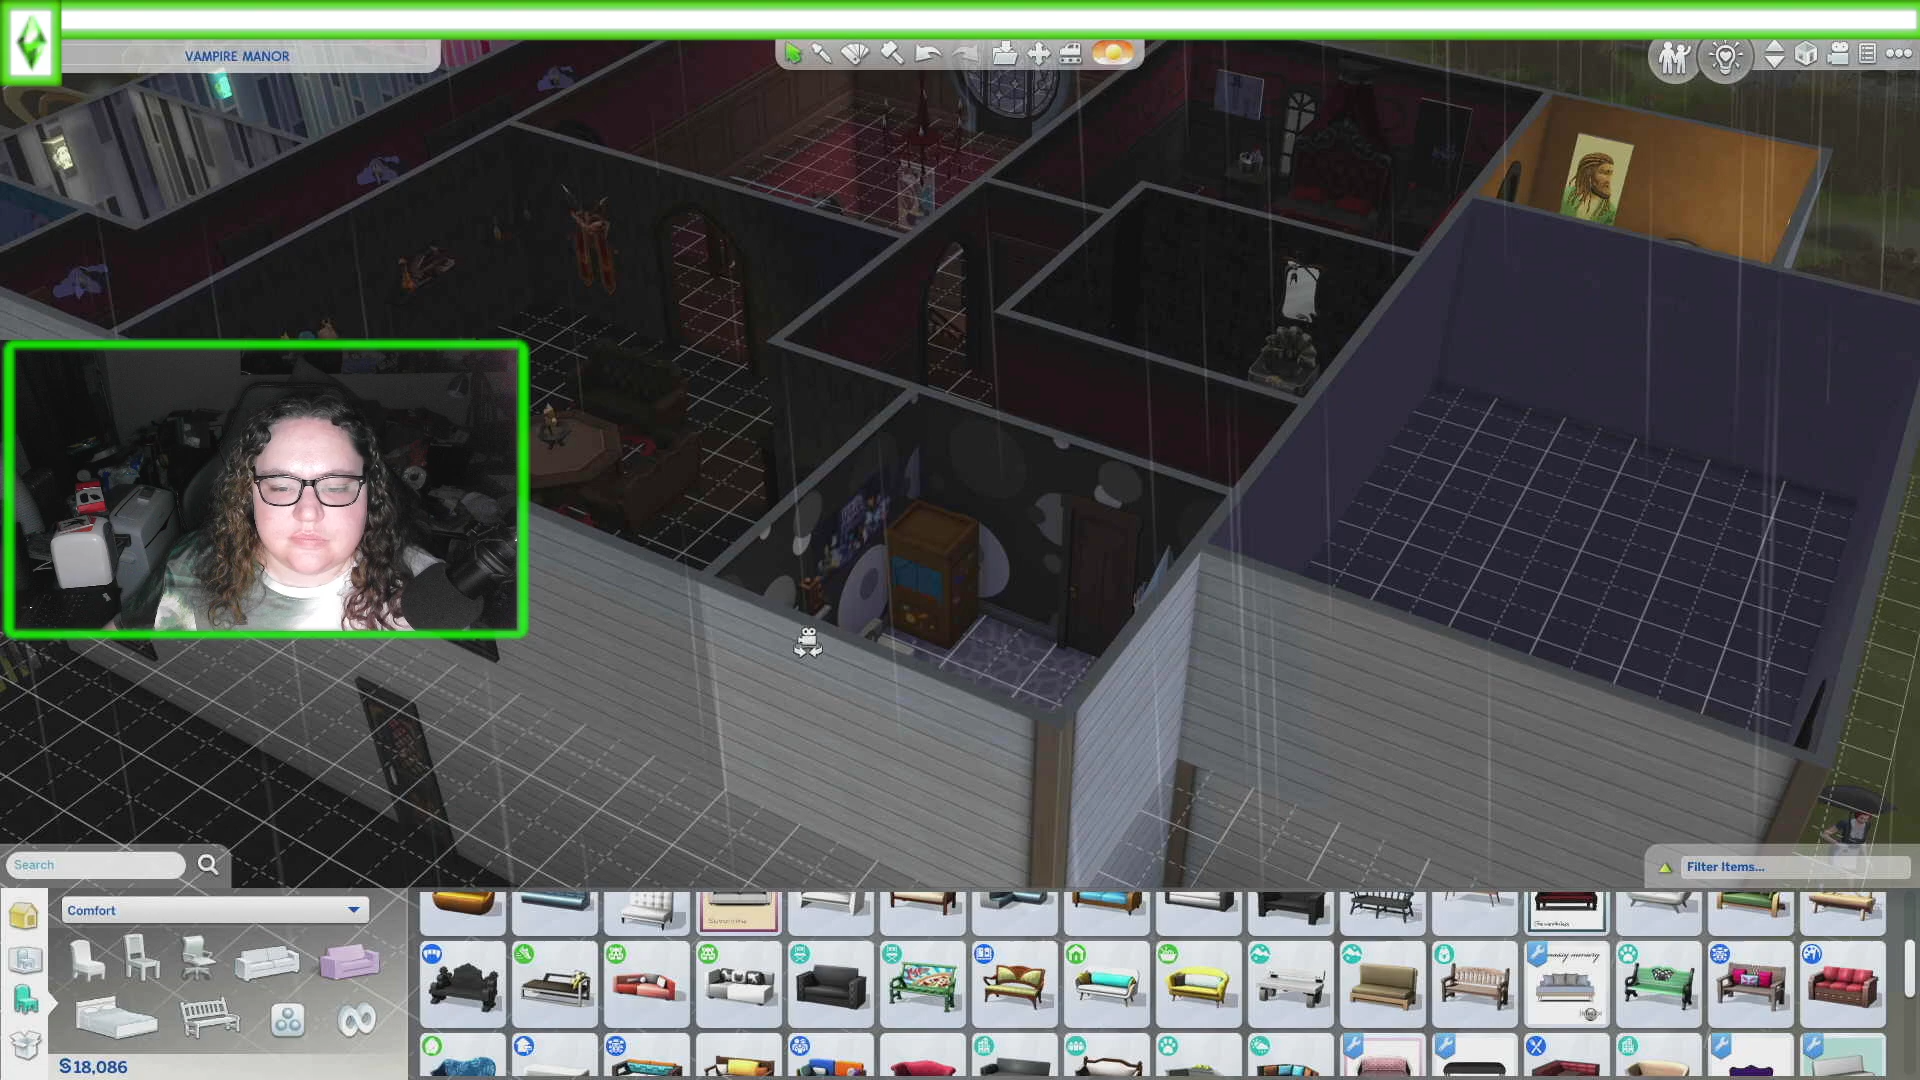 VAMPIRE MANOR
Search
Filter Items...
Comfort
§18,086